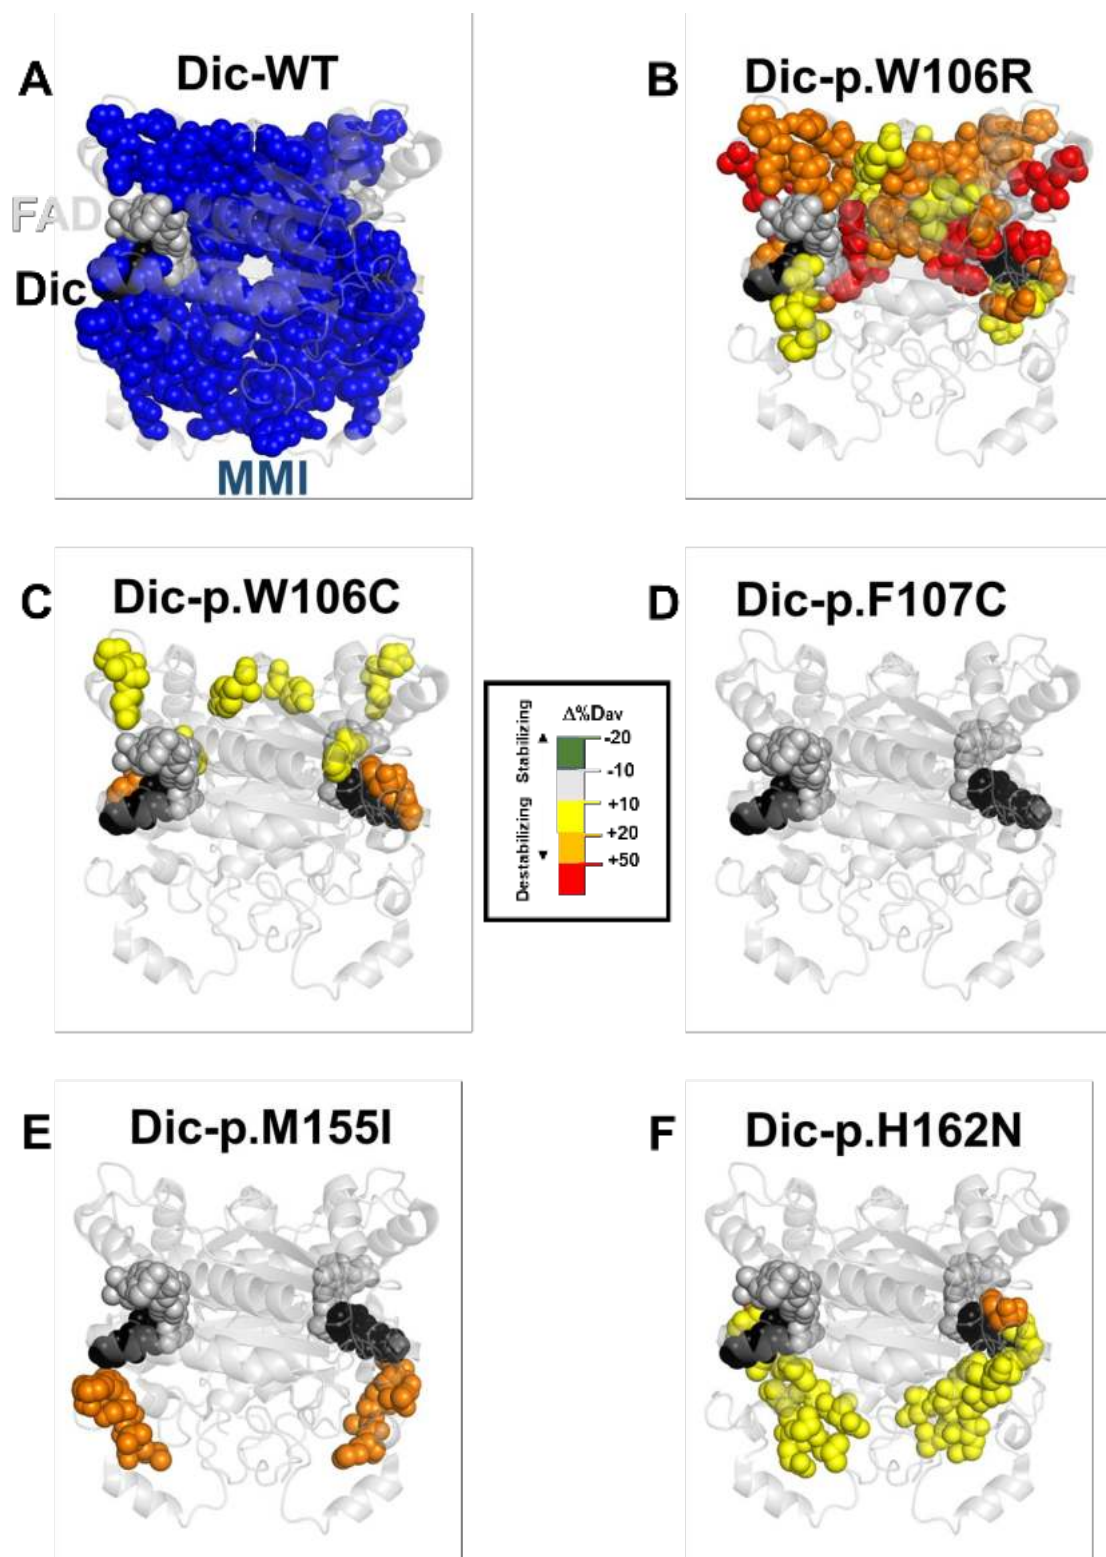 A
Dic-WT
FAD
Dic
MMI
B
Dic-p.W106R
C
Dic-p.W106C
D
Dic-p.F107C
Δ%Dav
Stabilizing
Destabilizing
-20
-10
+10
+20
+50
E
Dic-p.M155I
F
Dic-p.H162N